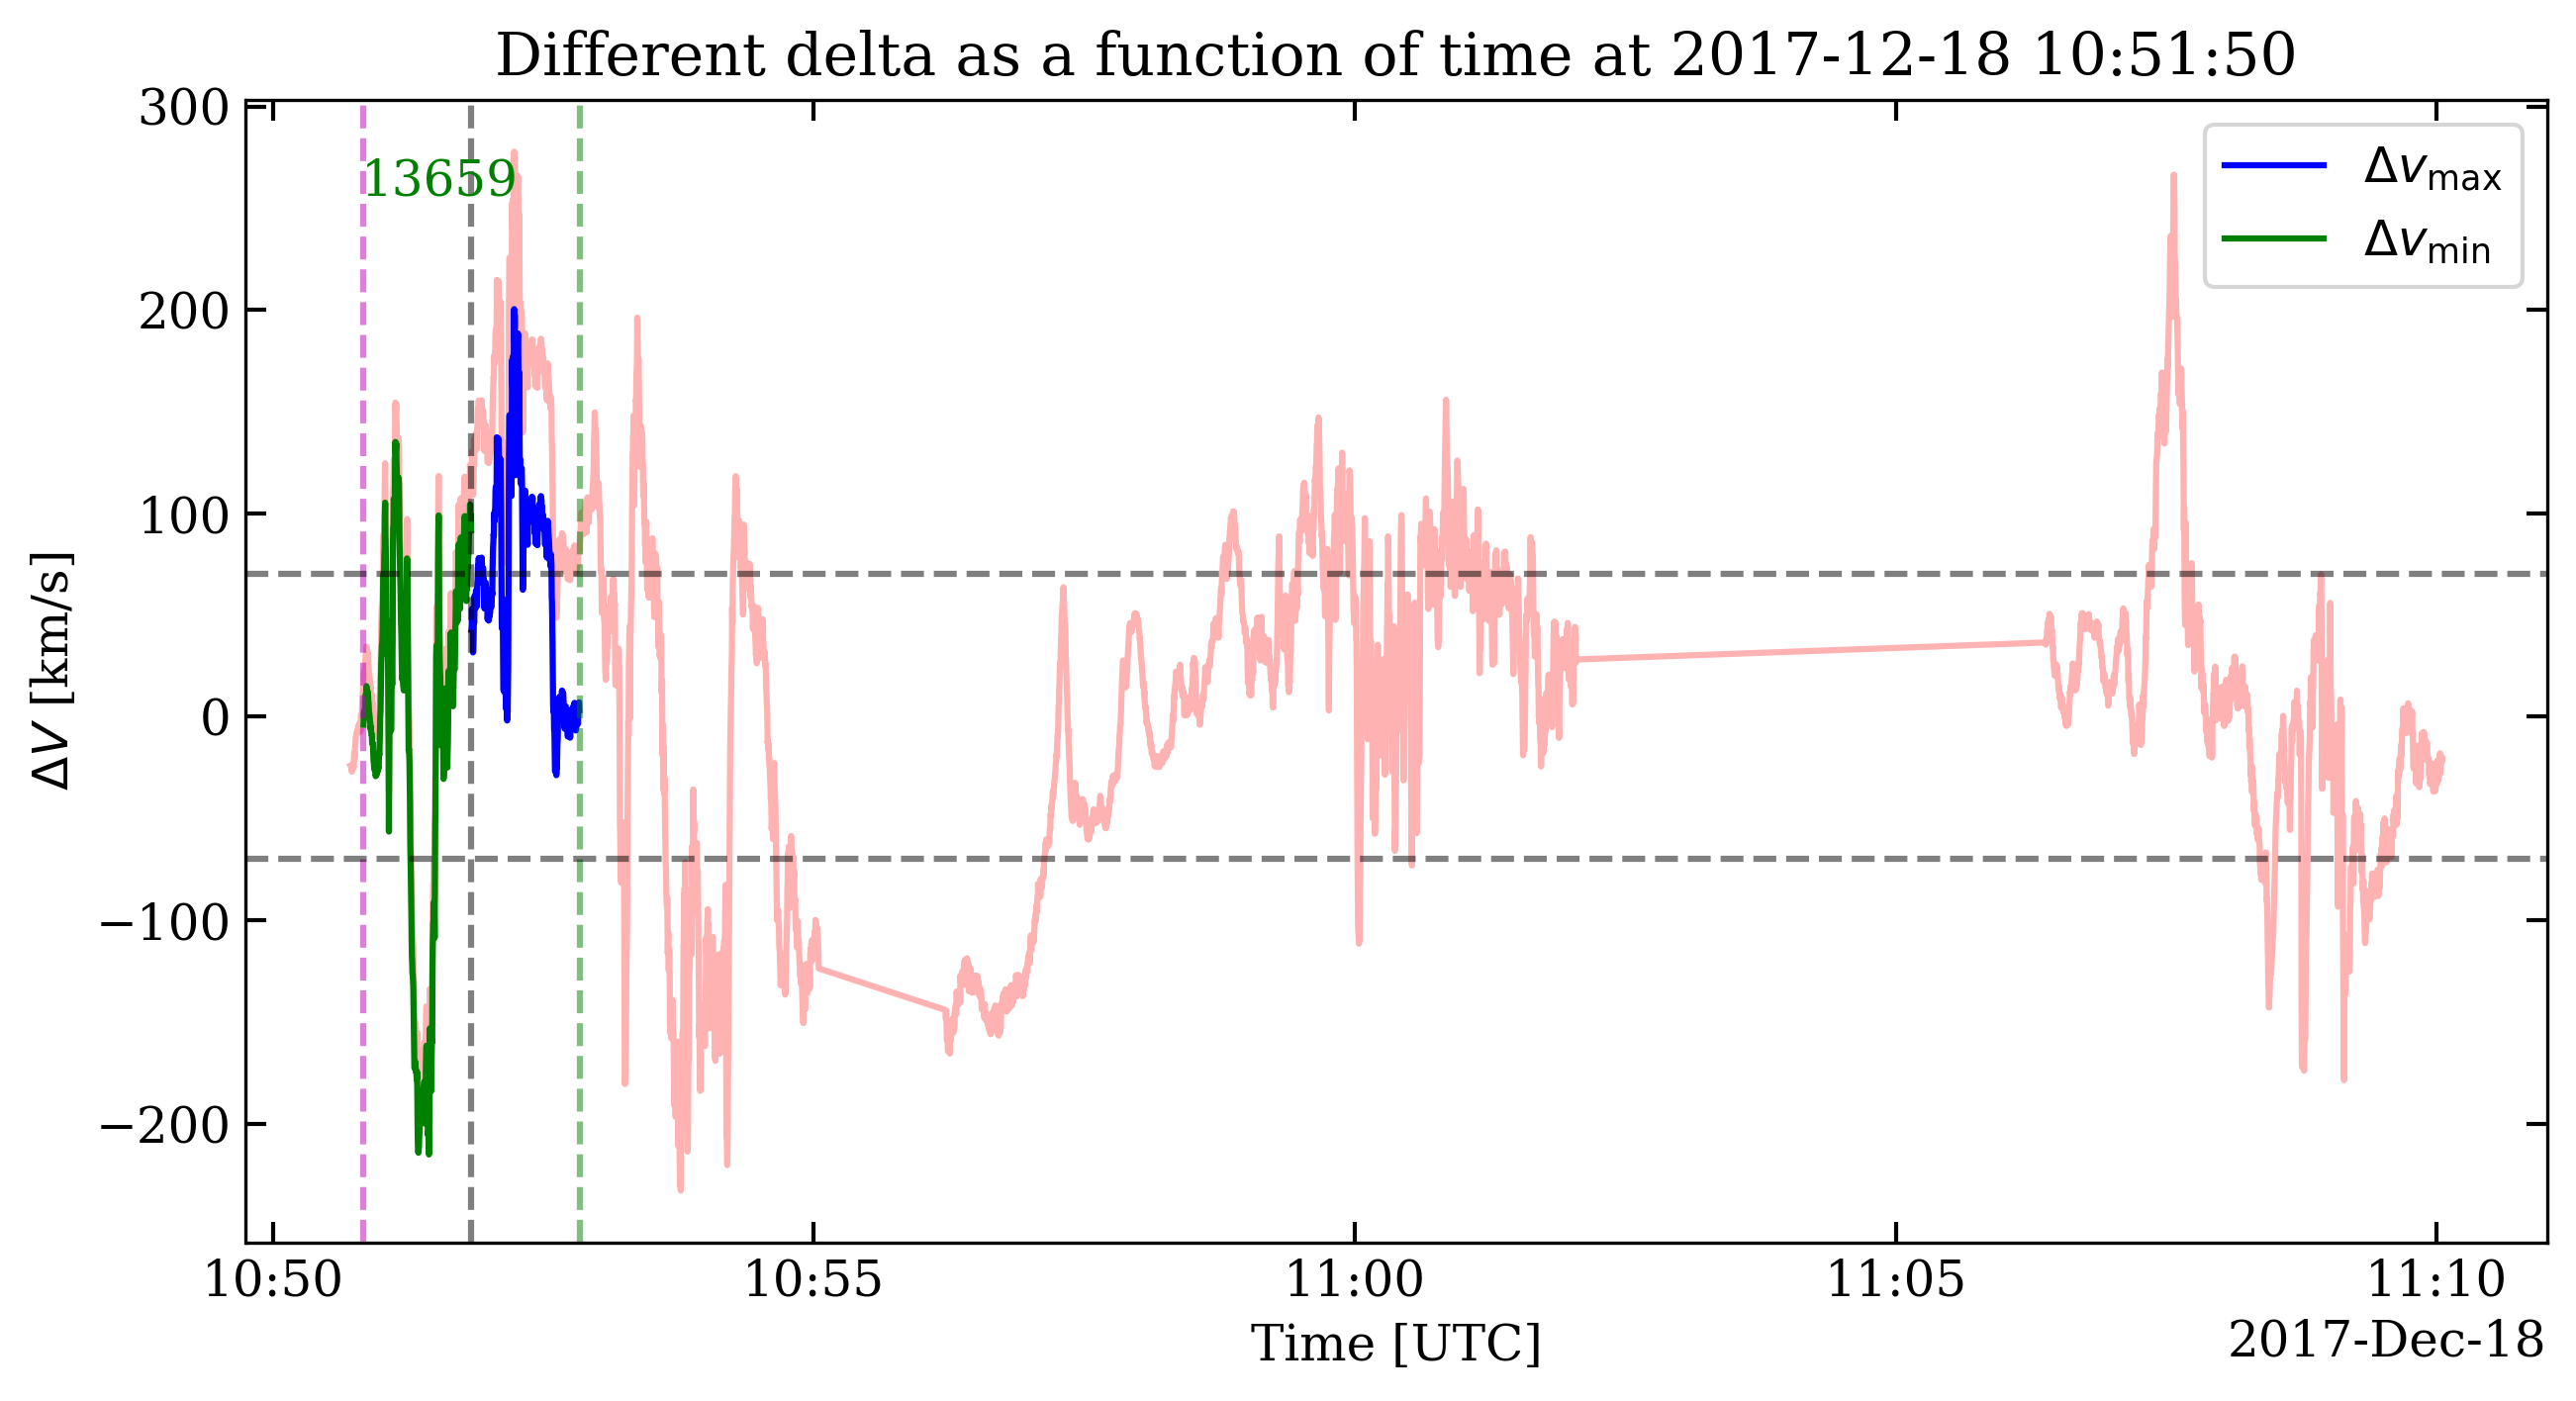 Different delta as a function of time at 2017-12-18 10:51:50
300
200
100
0
−100
−200
ΔV [km/s]
13659
Δvmax
Δvmin
10:50 10:55 11:00 11:05 11:10
Time [UTC]
2017-Dec-18